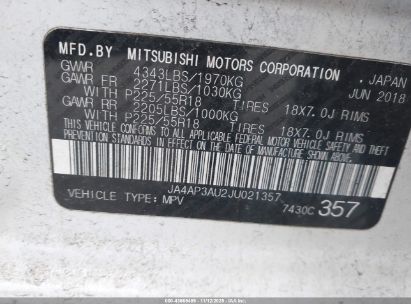 MFD.BY MITSUBISHI MOTORS CORPORATION. JAPAN
GVWR 4343LBS/1970KG JUN 2018
GAWR FR 2271LBS/1030KG
WITH P225/55R18 TIRES 18X7.0J RIMS
GAWR RR 2205LBS/1000KG
WITH P225/55R18 TIRES 18X7.0J RIMS
THIS VEHICLE CONFORMS TO ALL APPLICABLE FEDERAL
MOTOR VEHICLE SAFETY AND THEFT PREVENTION
STANDARDS IN EFFECT ON THE DATE OF MANUFACTURE
SHOWN ABOVE.
JA4AP3AU2JU021357
VEHICLE TYPE: MPV 7430C 357